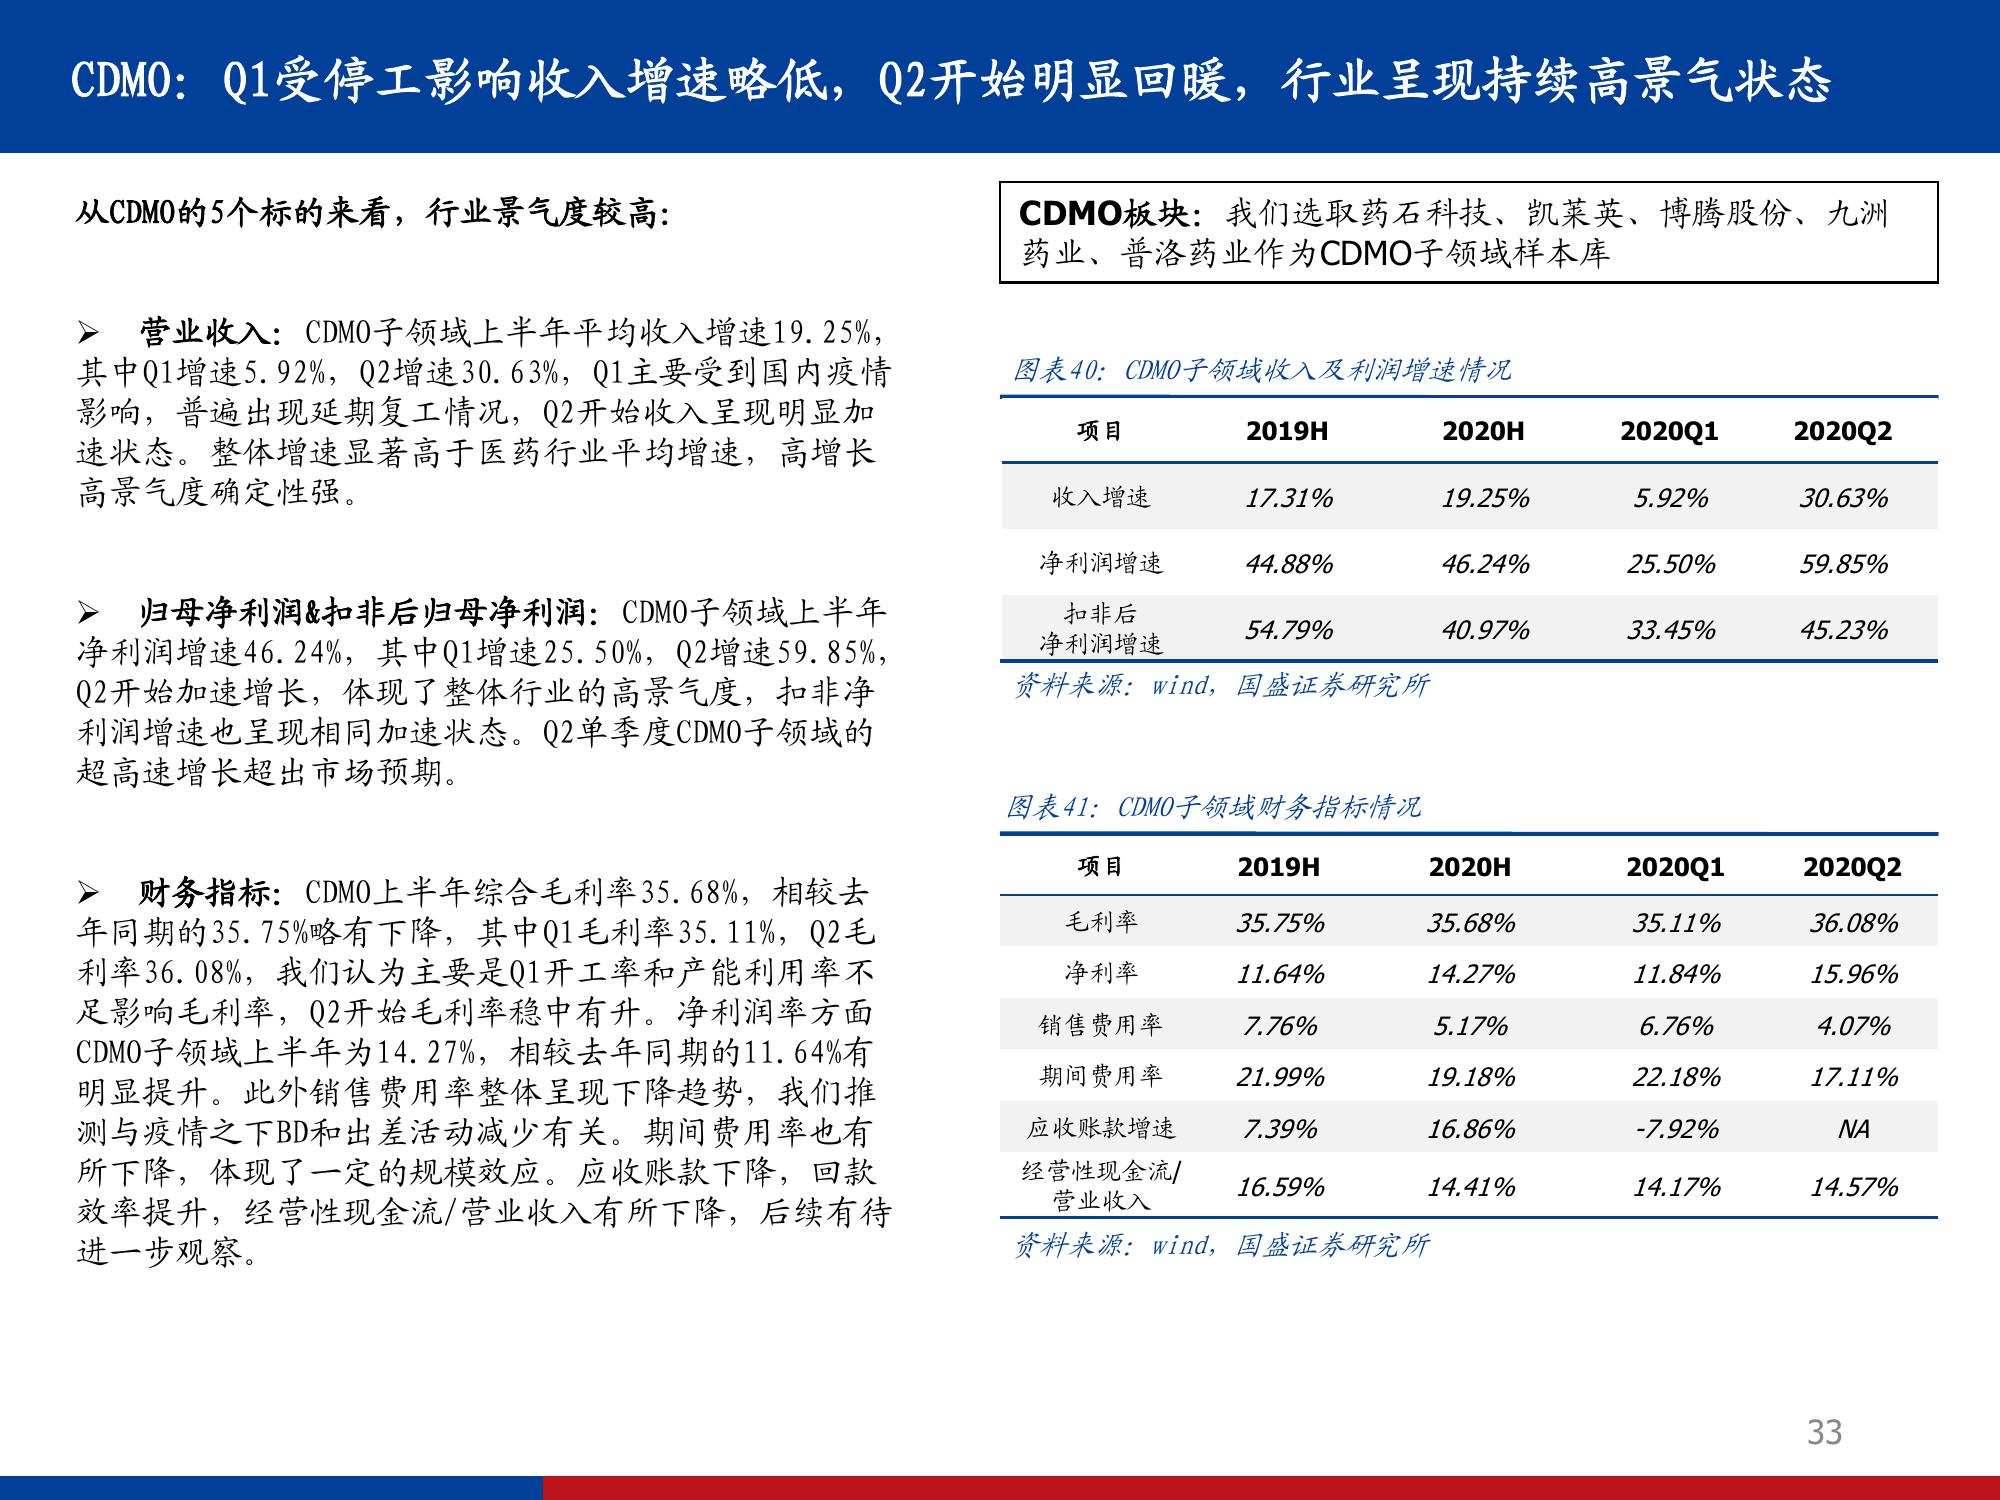 CDMO：Q1受停工影响收入增速略低，Q2开始明显回暖，行业呈现持续高景气状态
从CDMO的5个标的来看，行业景气度较高：
➢ 营业收入：CDMO子领域上半年平均收入增速19.25%，
其中Q1增速5.92%，Q2增速30.63%，Q1主要受到国内疫情
影响，普遍出现延期复工情况，Q2开始收入呈现明显加
速状态。整体增速显著高于医药行业平均增速，高增长
高景气度确定性强。
➢ 归母净利润&扣非后归母净利润：CDMO子领域上半年
净利润增速46.24%，其中Q1增速25.50%，Q2增速59.85%，
Q2开始加速增长，体现了整体行业的高景气度，扣非净
利润增速也呈现相同加速状态。Q2单季度CDMO子领域的
超高速增长超出市场预期。
➢ 财务指标：CDMO上半年综合毛利率35.68%，相较去
年同期的35.75%略有下降，其中Q1毛利率35.11%，Q2毛
利率36.08%，我们认为主要是Q1开工率和产能利用率不
足影响毛利率，Q2开始毛利率稳中有升。净利润率方面
CDMO子领域上半年为14.27%，相较去年同期的11.64%有
明显提升。此外销售费用率整体呈现下降趋势，我们推
测与疫情之下BD和出差活动减少有关。期间费用率也有
所下降，体现了一定的规模效应。应收账款下降，回款
效率提升，经营性现金流/营业收入有所下降，后续有待
进一步观察。
CDMO板块：我们选取药石科技、凯莱英、博腾股份、九洲
药业、普洛药业作为CDMO子领域样本库
图表40：CDMO子领域收入及利润增速情况
项目 2019H 2020H 2020Q1 2020Q2
收入增速 17.31% 19.25% 5.92% 30.63%
净利润增速 44.88% 46.24% 25.50% 59.85%
扣非后
净利润增速 54.79% 40.97% 33.45% 45.23%
资料来源：wind，国盛证券研究所
图表41：CDMO子领域财务指标情况
项目 2019H 2020H 2020Q1 2020Q2
毛利率 35.75% 35.68% 35.11% 36.08%
净利率 11.64% 14.27% 11.84% 15.96%
销售费用率 7.76% 5.17% 6.76% 4.07%
期间费用率 21.99% 19.18% 22.18% 17.11%
应收账款增速 7.39% 16.86% -7.92% NA
经营性现金流/
营业收入 16.59% 14.41% 14.17% 14.57%
资料来源：wind，国盛证券研究所
33